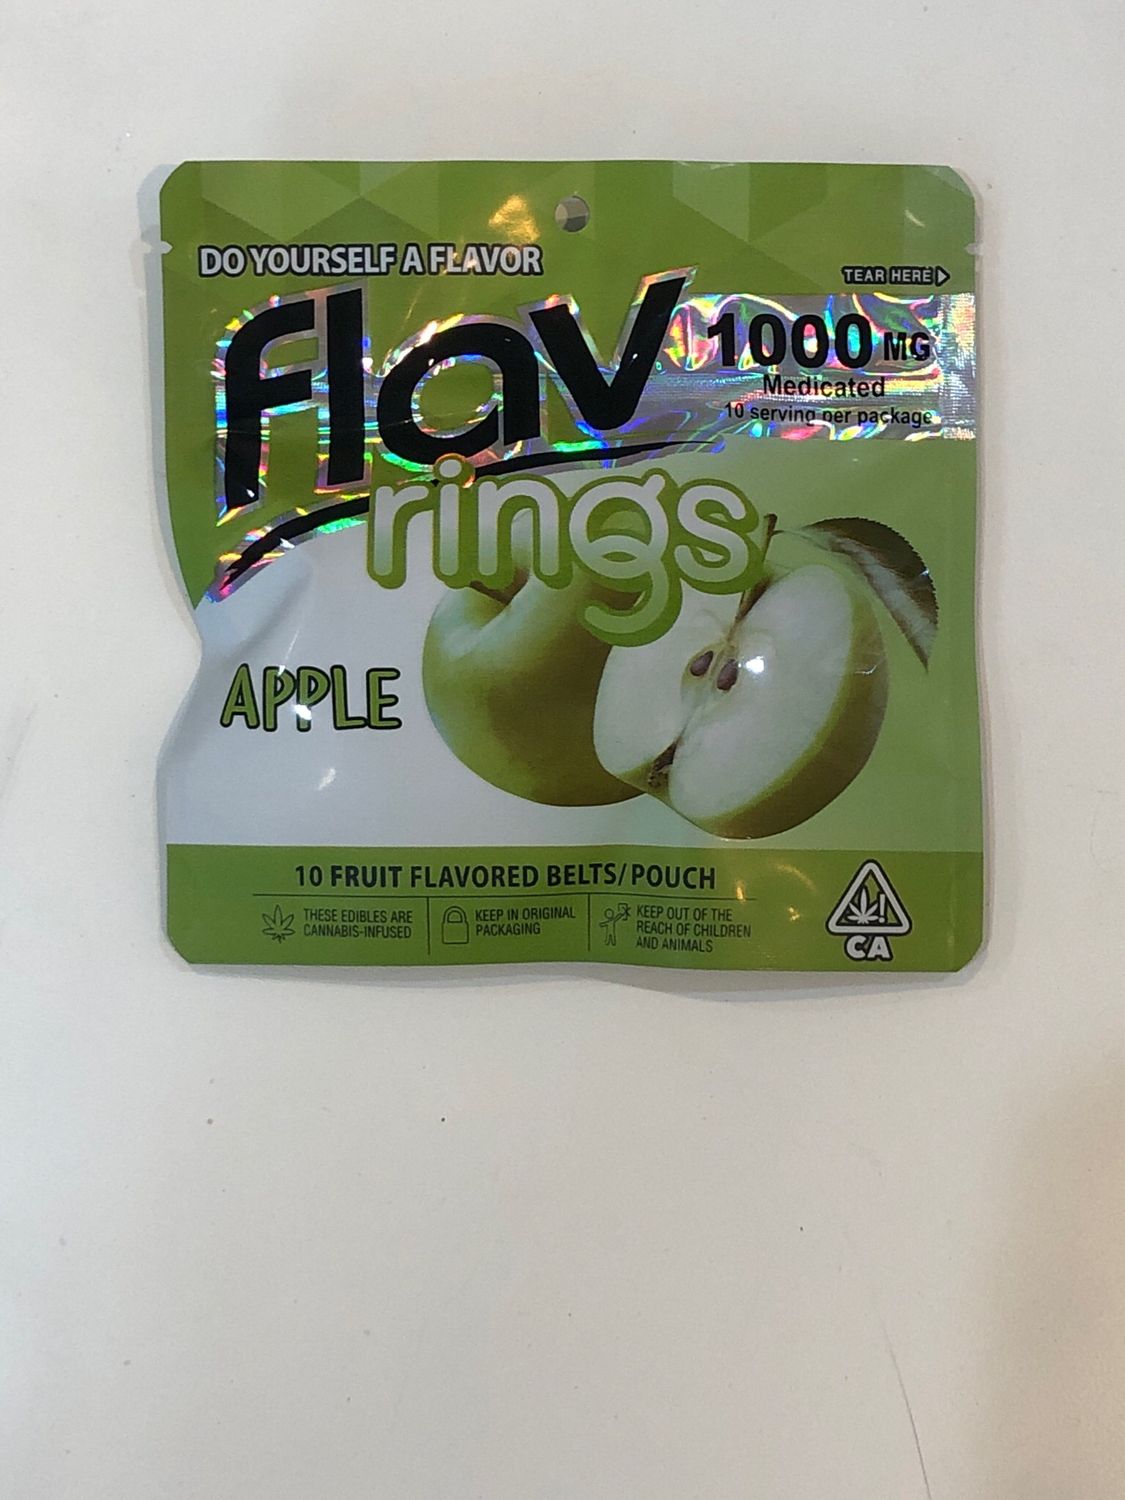 DO YOURSELF A FLAVOR
TEAR HERE
flav
1000 MG
Medicated
10 serving per package
rings
APPLE
10 FRUIT FLAVORED BELTS/POUCH
THESE EDIBLES ARE
CANNABIS-INFUSED
KEEP IN ORIGINAL
PACKAGING
KEEP OUT OF THE
REACH OF CHILDREN
AND ANIMALS
!
CA